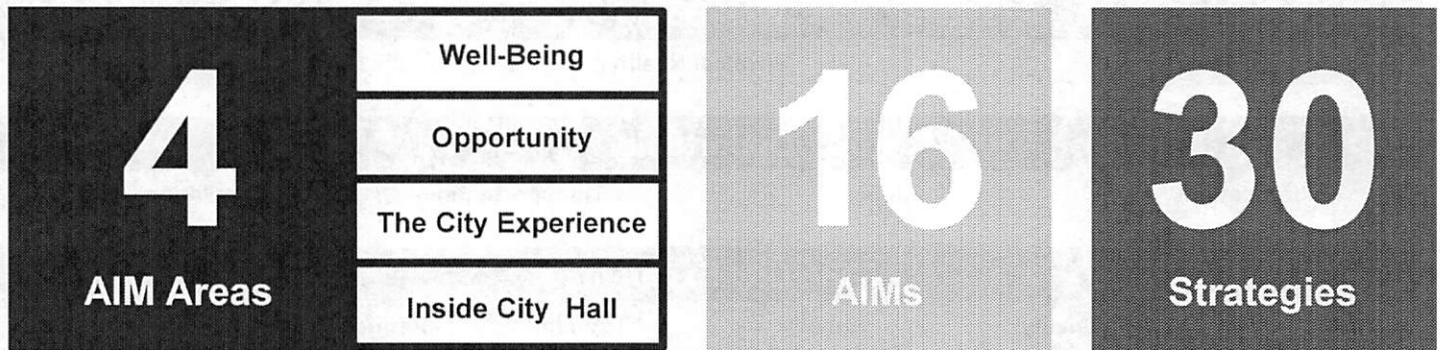 4
AIM Areas
Well-Being
Opportunity
The City Experience
Inside City Hall
16
AIMs
30
Strategies